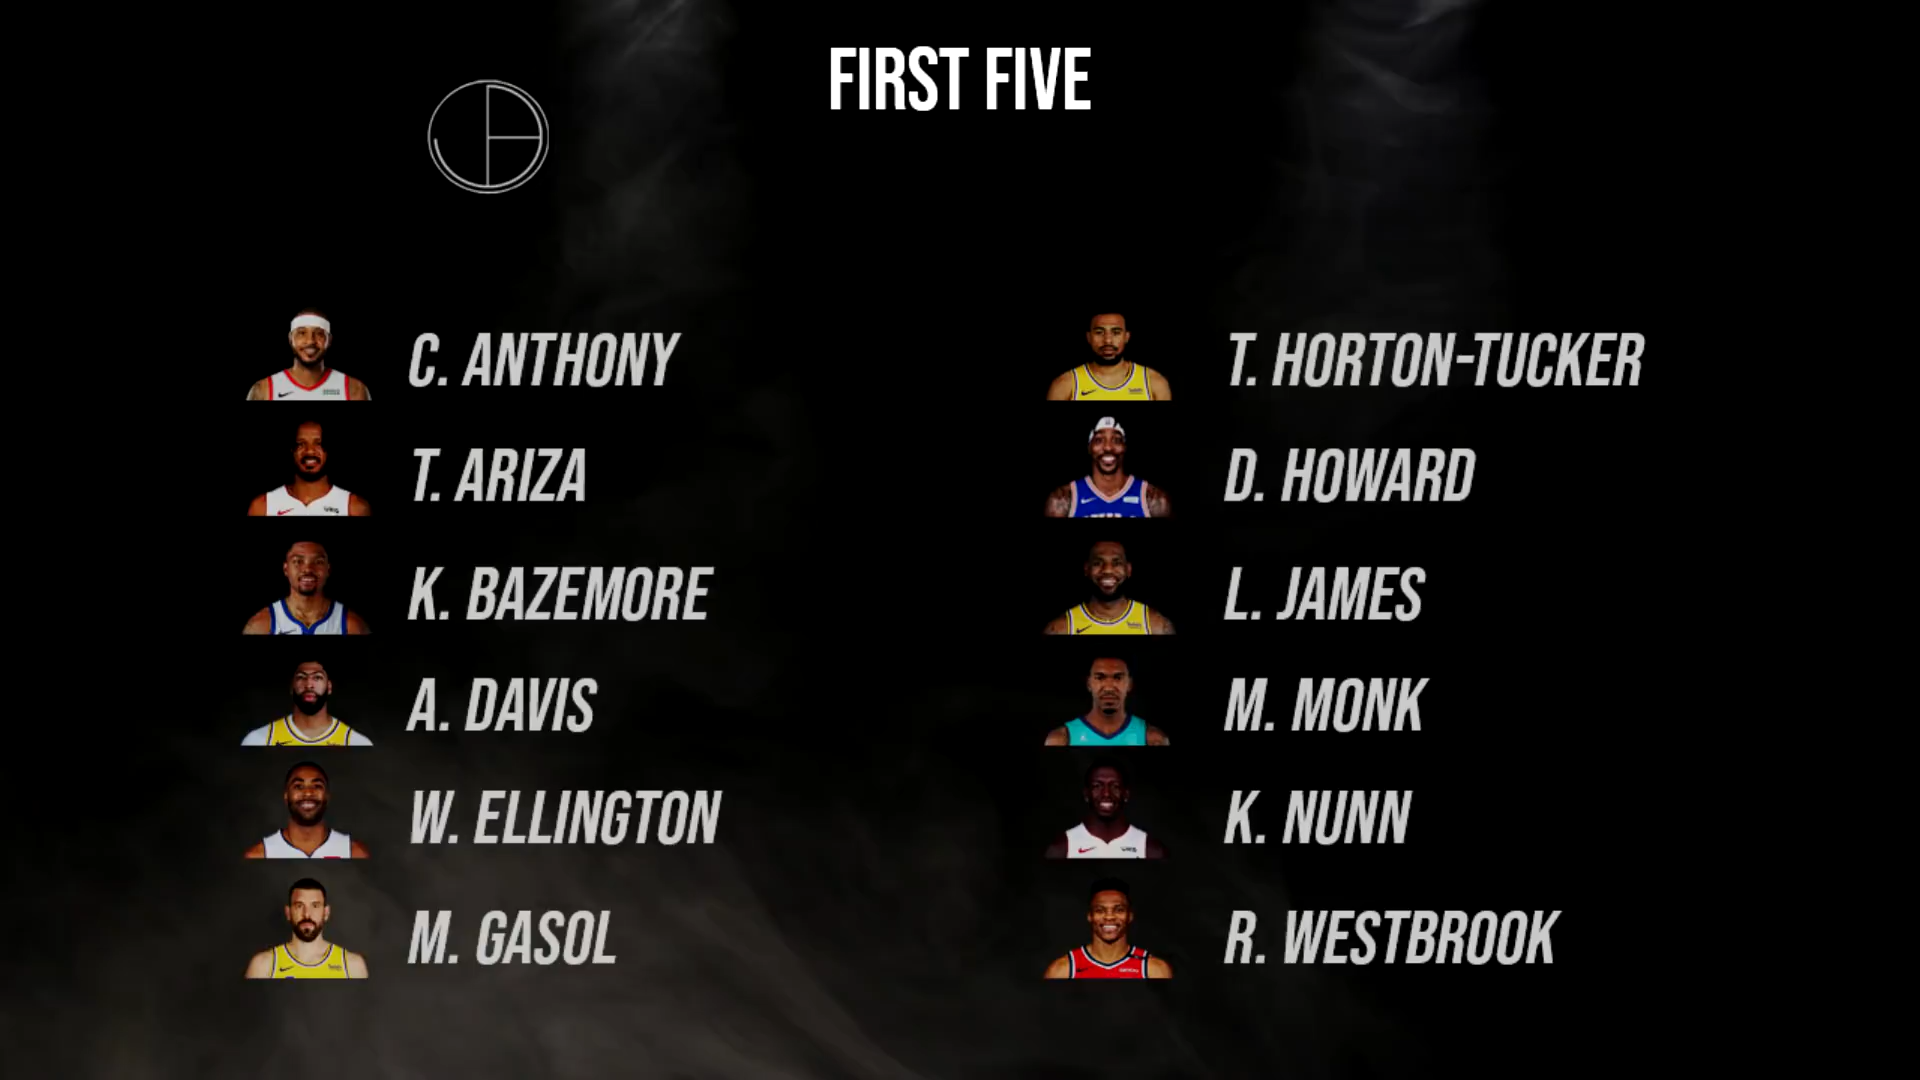 FIRST FIVE
C. ANTHONY
T. ARIZA
K. BAZEMORE
A. DAVIS
W. ELLINGTON
M. GASOL
T. HORTON-TUCKER
D. HOWARD
L. JAMES
M. MONK
K. NUNN
R. WESTBROOK